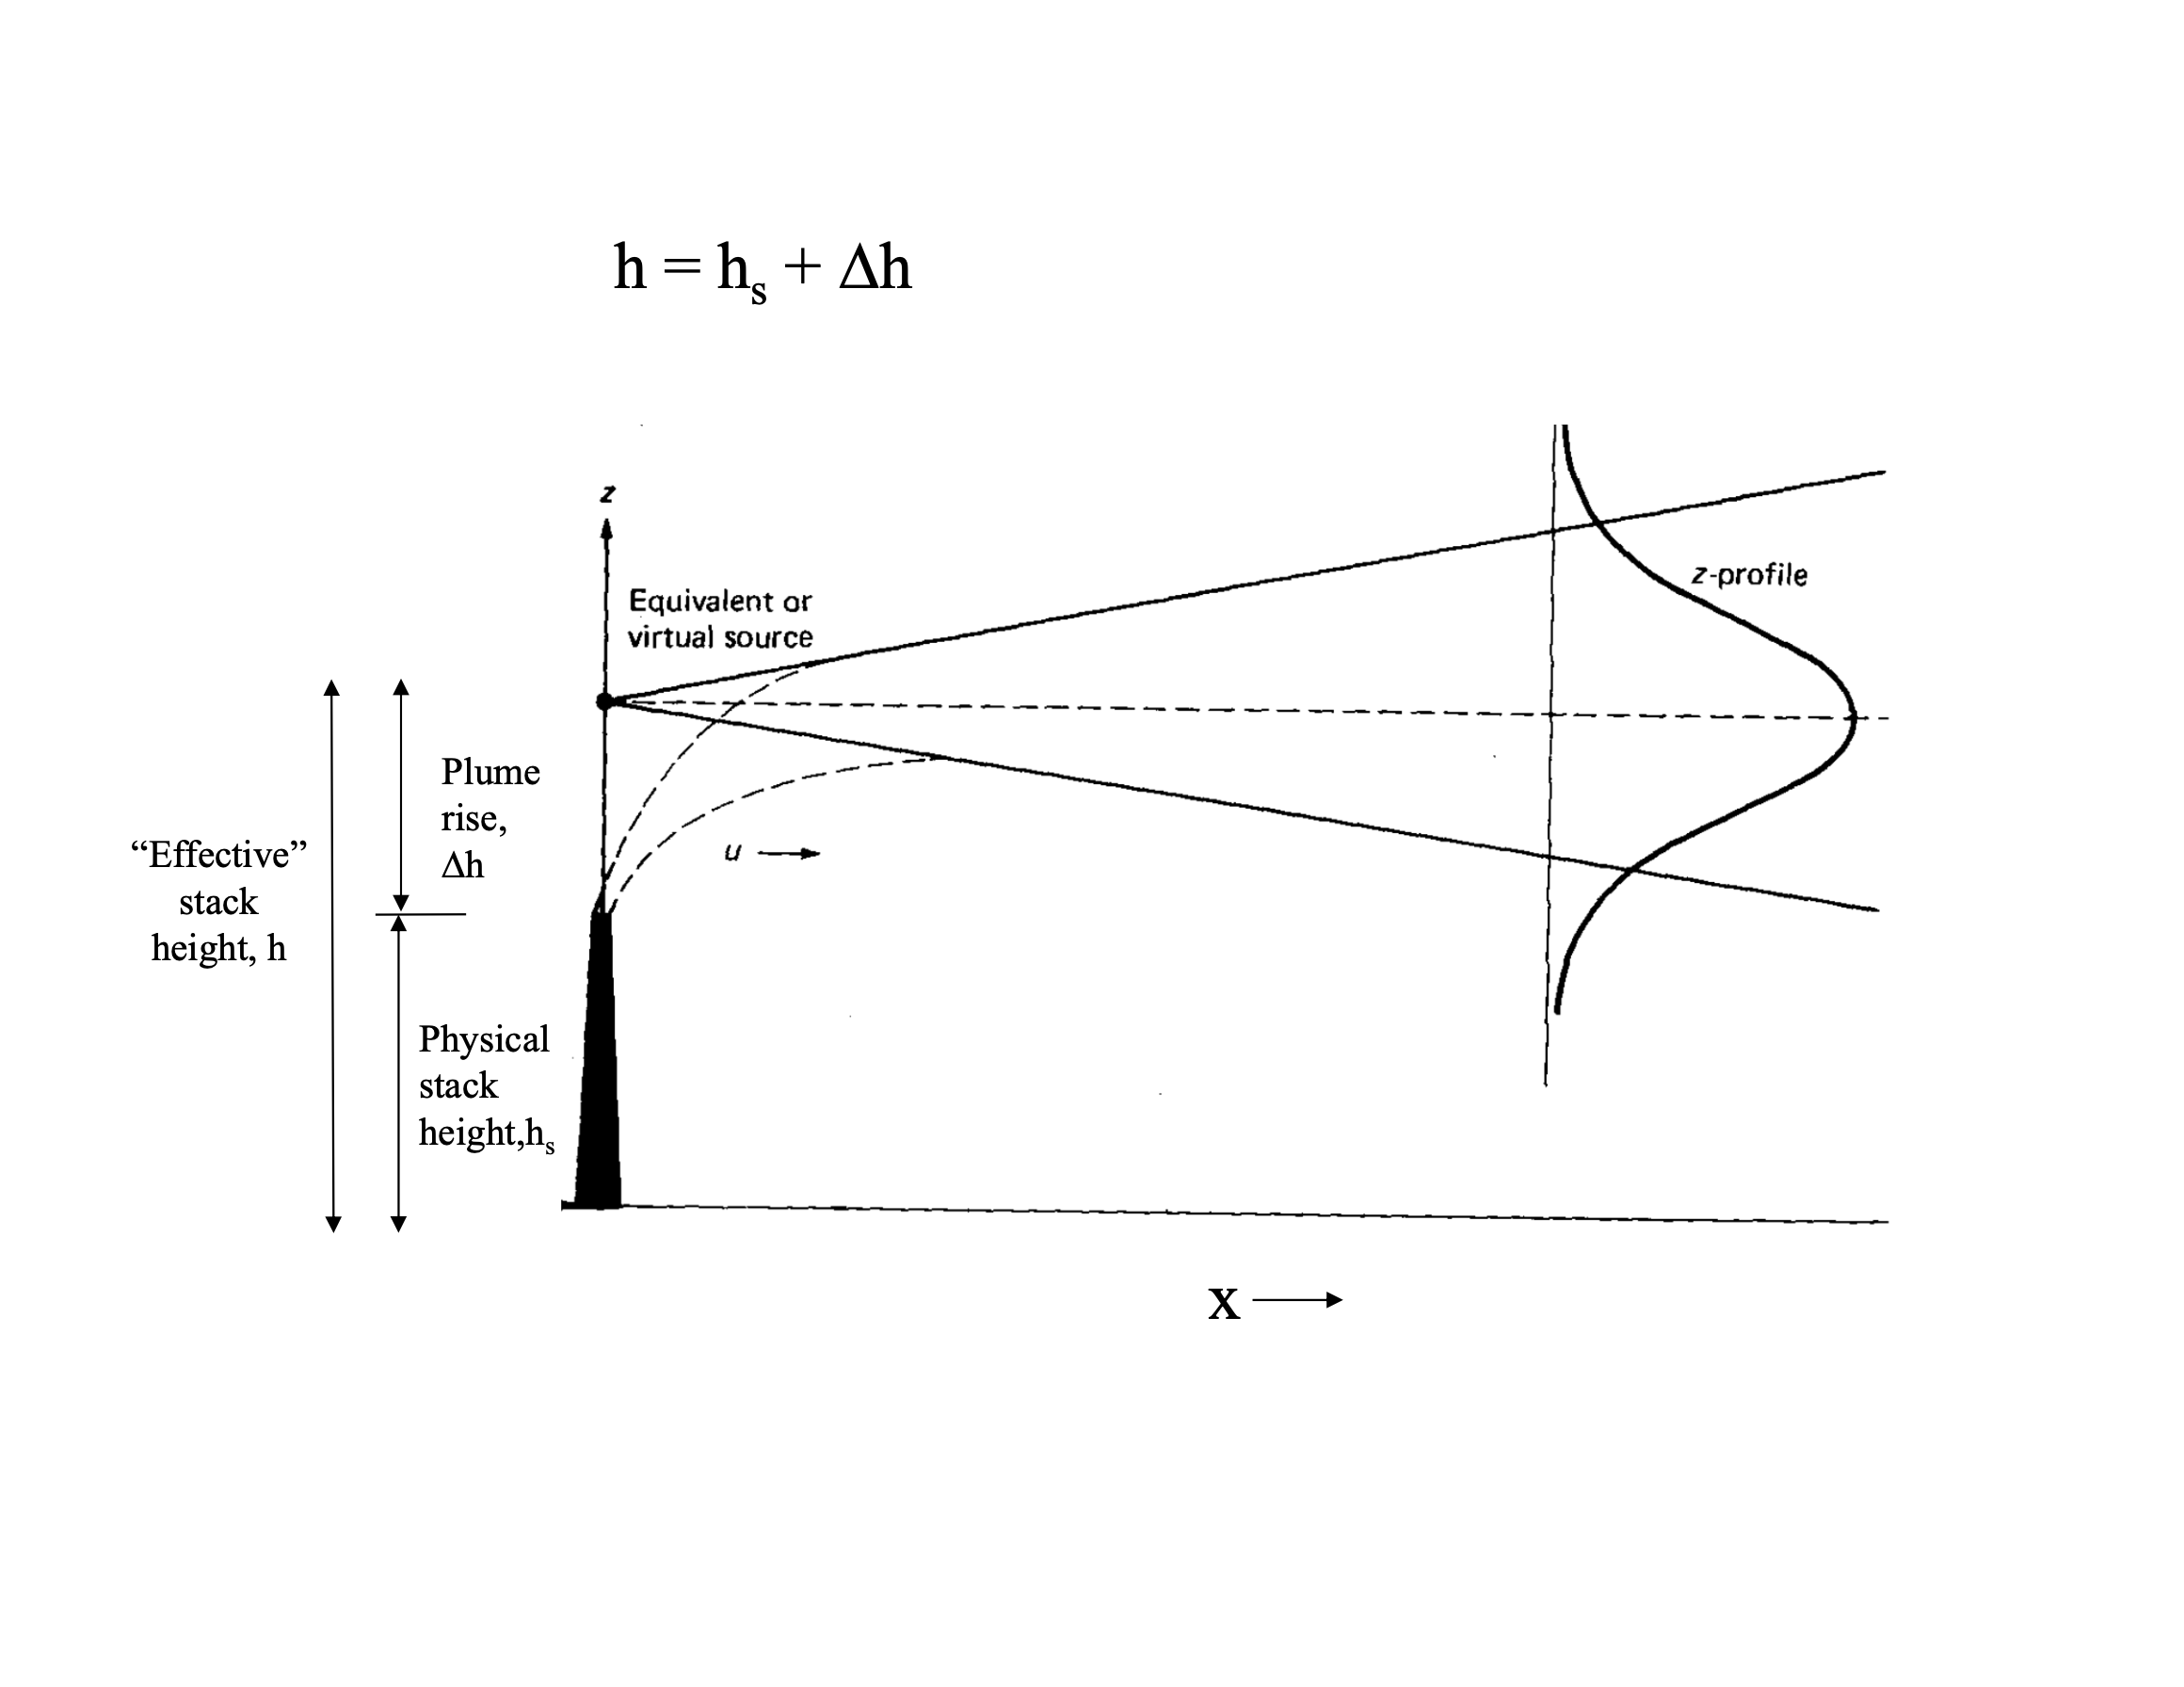 h = hs + Δh
z
Equivalent or
virtual source
z-profile
Plume
rise,
Δh
u
“Effective”
stack
height, h
Physical
stack
height,hs
x